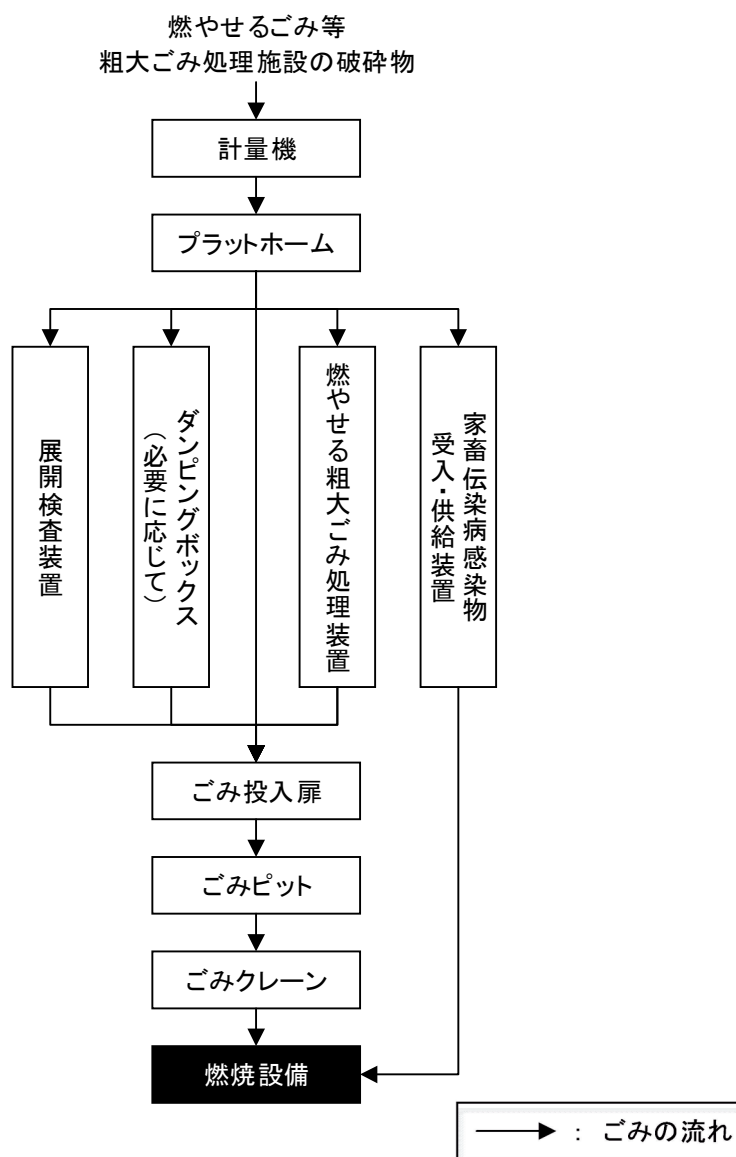 燃やせるごみ等
粗大ごみ処理施設の破砕物
計量機
プラットホーム
展開検査装置
ダンピングボックス
（必要に応じて）
燃やせる粗大ごみ処理装置
家畜伝染病感染物
受入・供給装置
ごみ投入扉
ごみピット
ごみクレーン
燃焼設備
： ごみの流れ